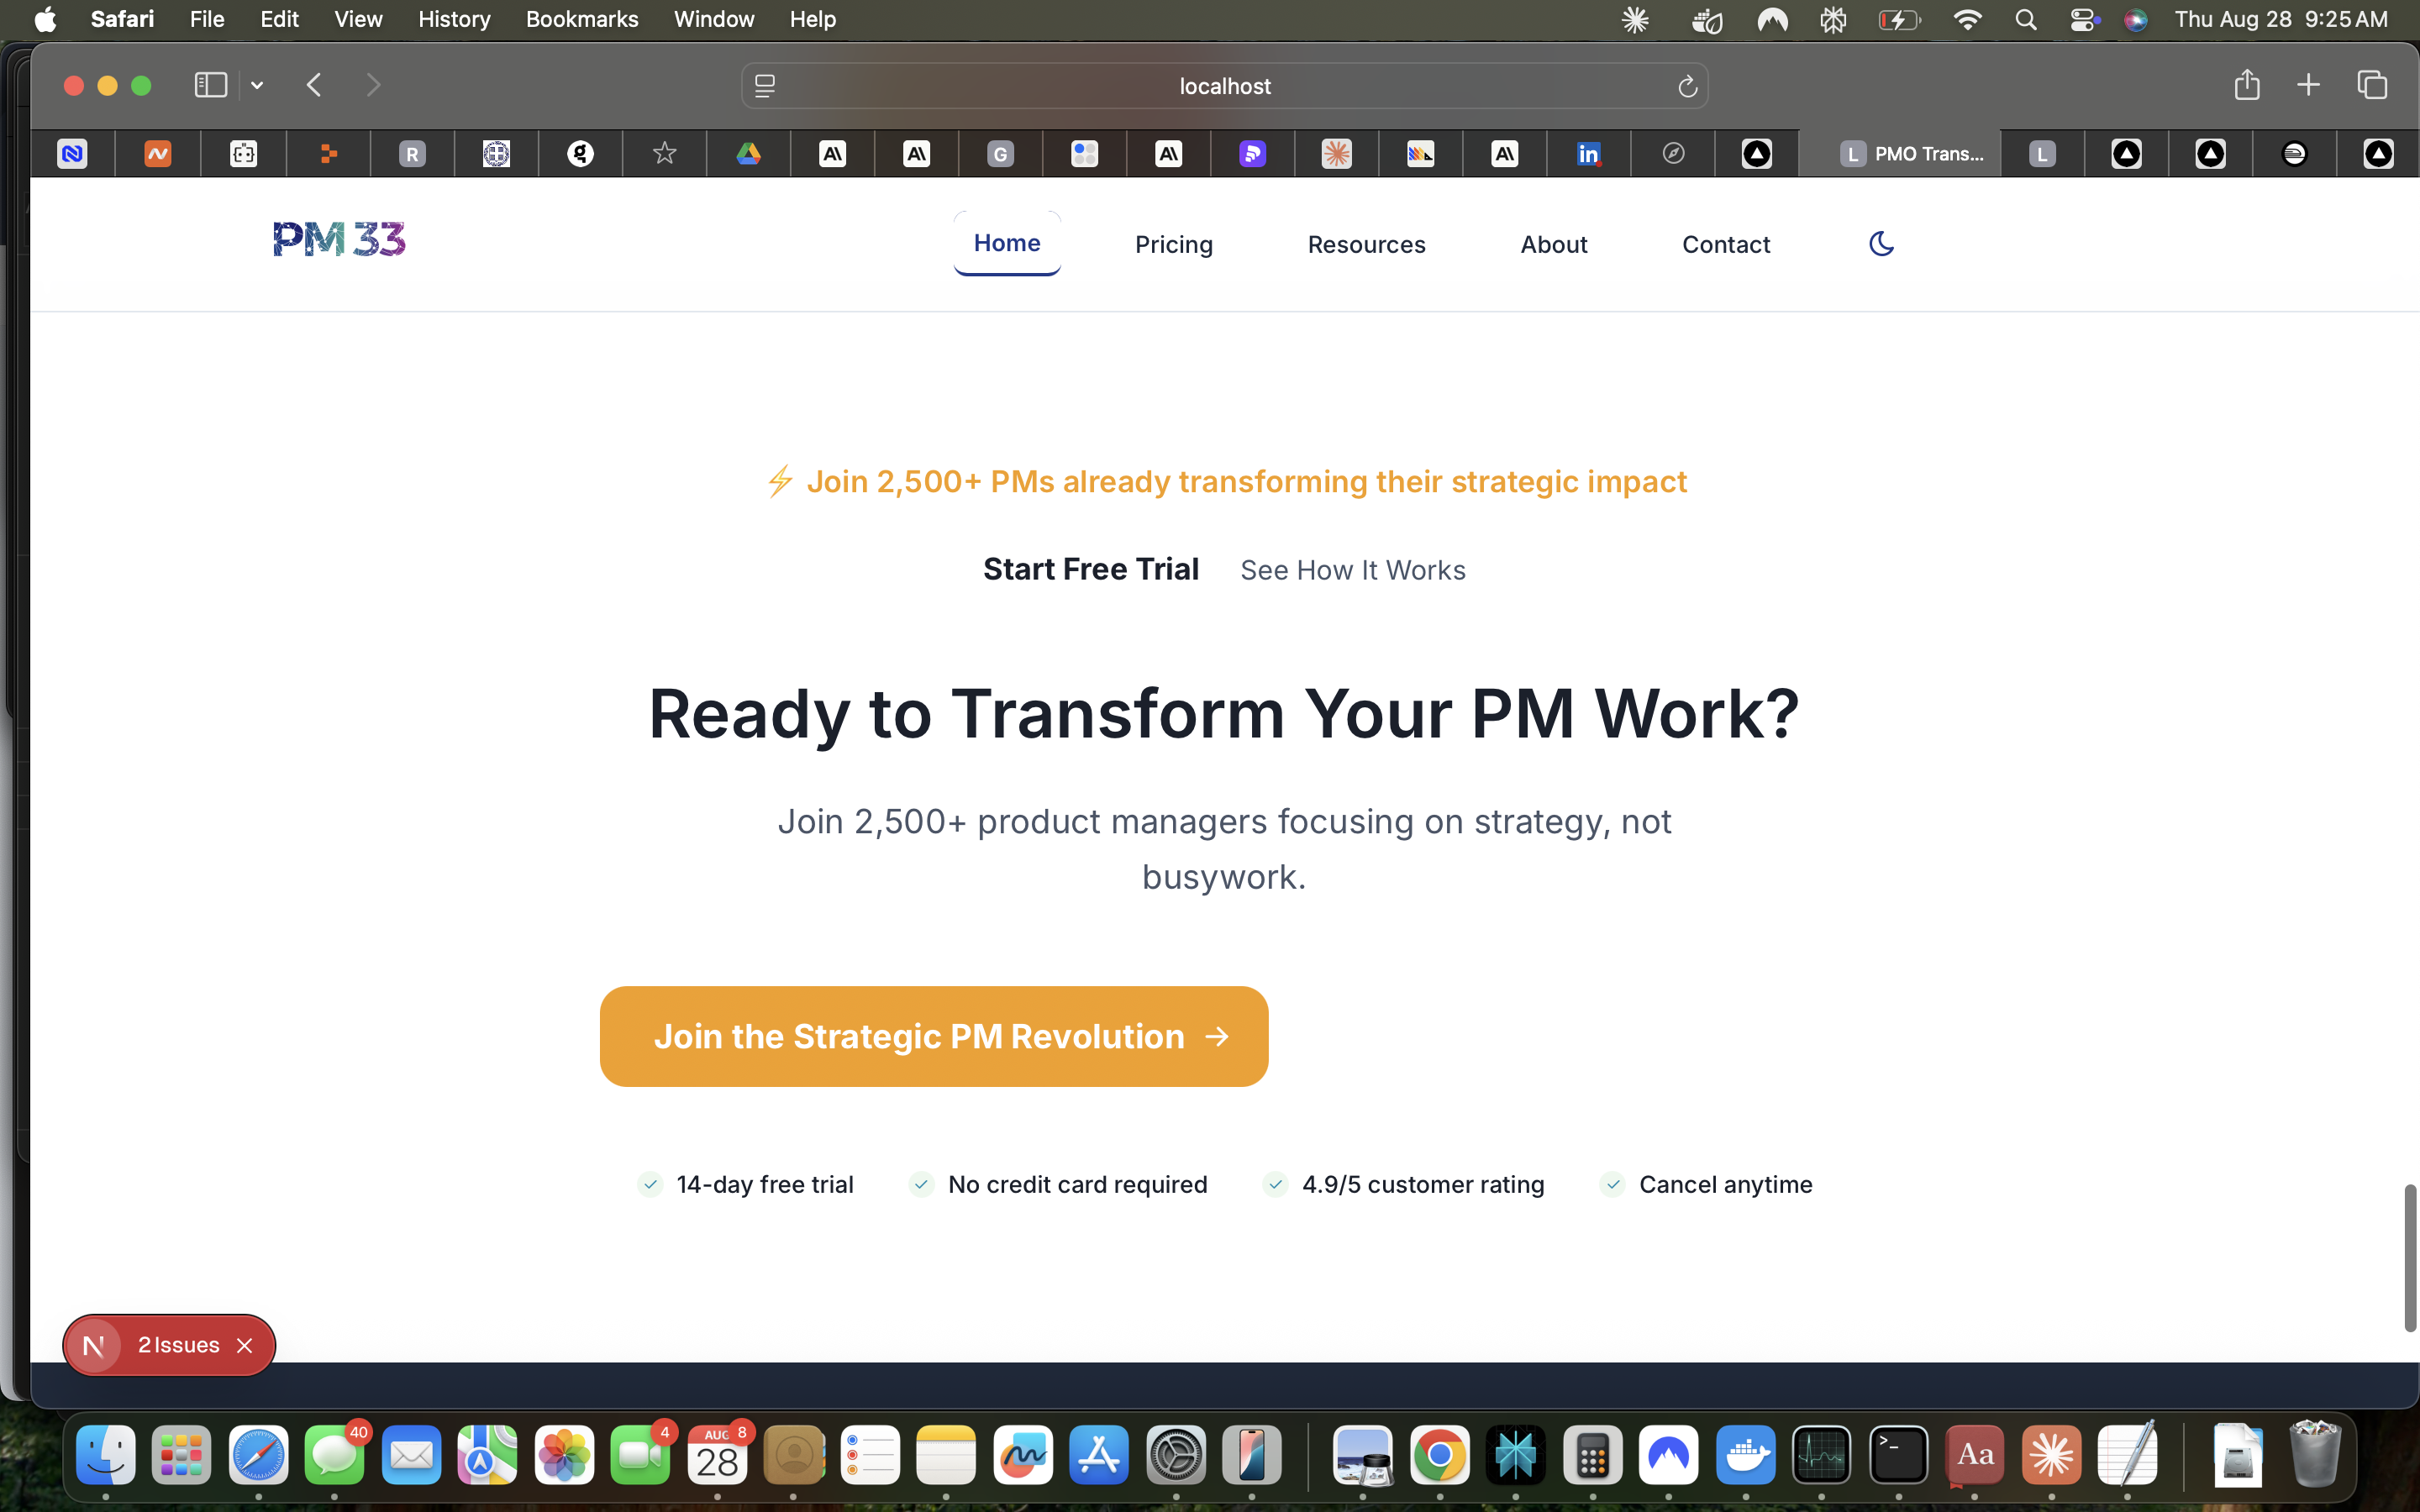 Safari File Edit View History Bookmarks Window Help Thu Aug 28 9:25 AM
localhost
R G in L PMO Trans... L
PM 33 Home Pricing Resources About Contact
⚡ Join 2,500+ PMs already transforming their strategic impact
Start Free Trial See How It Works
Ready to Transform Your PM Work?
Join 2,500+ product managers focusing on strategy, not
busywork.
Join the Strategic PM Revolution →
14-day free trial No credit card required 4.9/5 customer rating Cancel anytime
N 2 Issues
40 4 AUG 8
28 >_ Aa